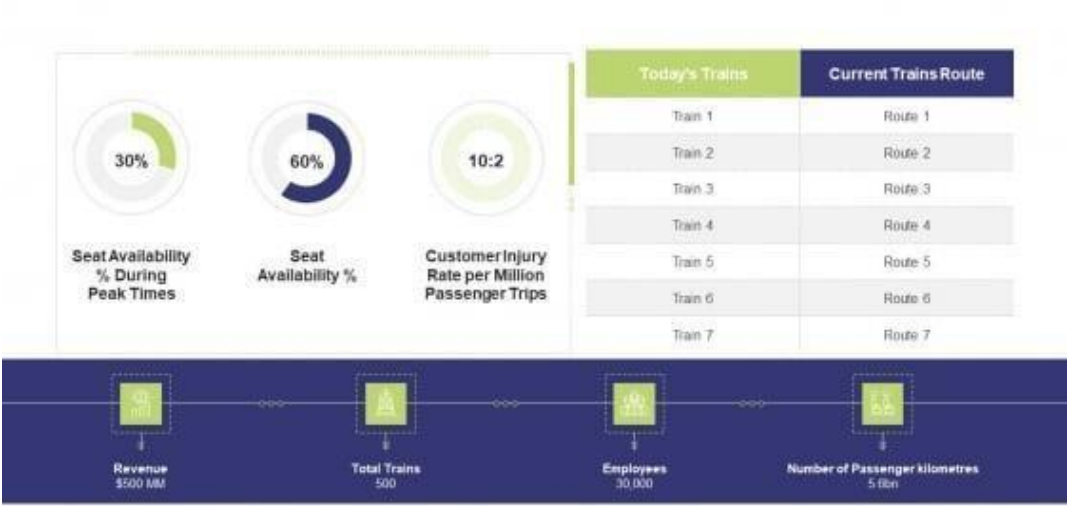 30%
60%
10:2
Seat Availability
% During
Peak Times
Seat
Availability %
Customer Injury
Rate per Million
Passenger Trips
Today's Trains Current Trains Route
Train 1 Route 1
Train 2 Route 2
Train 3 Route 3
Train 4 Route 4
Train 5 Route 5
Train 6 Route 6
Train 7 Route 7
Revenue
$500 MM
Total Trains
500
Employees
30,000
Number of Passenger kilometres
5.6bn